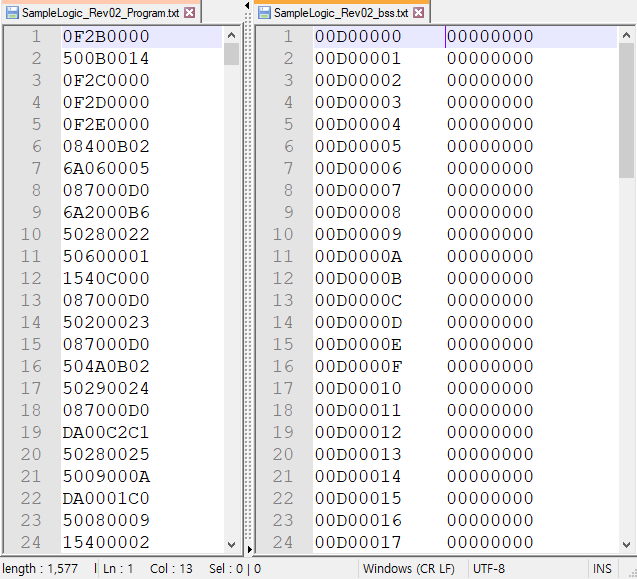 SampleLogic_Rev02_Program.txt
1 0F2B0000
2 500B0014
3 0F2C0000
4 0F2D0000
5 0F2E0000
6 08400B02
7 6A060005
8 087000D0
9 6A2000B6
10 50280022
11 50600001
12 1540C000
13 087000D0
14 50200023
15 087000D0
16 504A0B02
17 50290024
18 087000D0
19 DA00C2C1
20 50280025
21 5009000A
22 DA0001C0
23 50080009
24 15400002
SampleLogic_Rev02_bss.txt
1 00D00000 00000000
2 00D00001 00000000
3 00D00002 00000000
4 00D00003 00000000
5 00D00004 00000000
6 00D00005 00000000
7 00D00006 00000000
8 00D00007 00000000
9 00D00008 00000000
10 00D00009 00000000
11 00D0000A 00000000
12 00D0000B 00000000
13 00D0000C 00000000
14 00D0000D 00000000
15 00D0000E 00000000
16 00D0000F 00000000
17 00D00010 00000000
18 00D00011 00000000
19 00D00012 00000000
20 00D00013 00000000
21 00D00014 00000000
22 00D00015 00000000
23 00D00016 00000000
24 00D00017 00000000
length : 1,577 l Ln : 1 Col : 13 Sel : 0 | 0 Windows (CR LF) UTF-8 INS